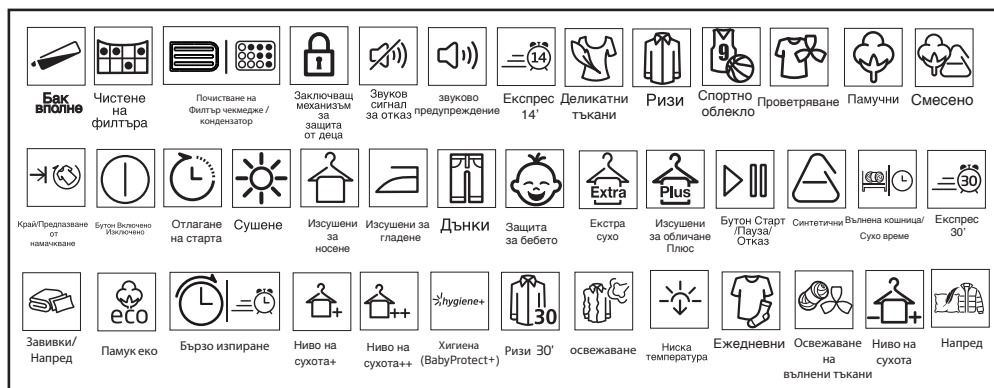 14
9
Бак
вполне
Чистене
на
филтъра
Почистване на
Филтър чекмедже /
кондензатор
Заключващ
механизъм
за
защита
от деца
Звуков
сигнал
за отказ
звуково
предупреждение
Експрес
14'
Деликатни
тъкани
Ризи
Спортно
облекло
Проветряване
Памучни
Смесено
Extra
Plus
30
Край/Предпазване
от
намачкване
Бутон Включено
Изключено
Отлагане
на старта
Сушене
Изсушени
за
носене
Изсушени за
гладене
Дънки
Защита
за бебето
Екстра
сухо
Изсушени
за обличане
Плюс
Бутон Старт
/Пауза/
Отказ
Синтетични
Вълнена кошница/
Сухо време
Експрес
30'
eco
+
++
hygiene+
30
- +
Завивки/
Напред
Памук еко
Бързо изпиране
Ниво на
сухота+
Ниво на
сухота++
Хигиена
(BabyProtect+)
Ризи 30'
освежаване
Ниска
температура
Ежедневни
Освежаване
на
вълнени тъкани
Ниво на
сухота
Напред